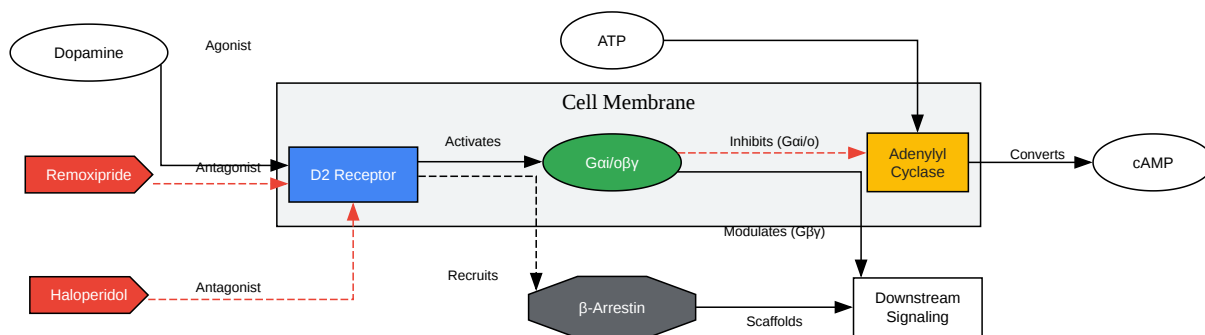 Dopamine
Agonist
ATP
Cell Membrane
Activates
Inhibits (Gαi/o)
Antagonist
Remoxipride
D2 Receptor
Gαi/oβγ
Adenylyl
Cyclase
Converts
cAMP
Modulates (Gβγ)
Recruits
Antagonist
Haloperidol
β-Arrestin
Scaffolds
Downstream
Signaling